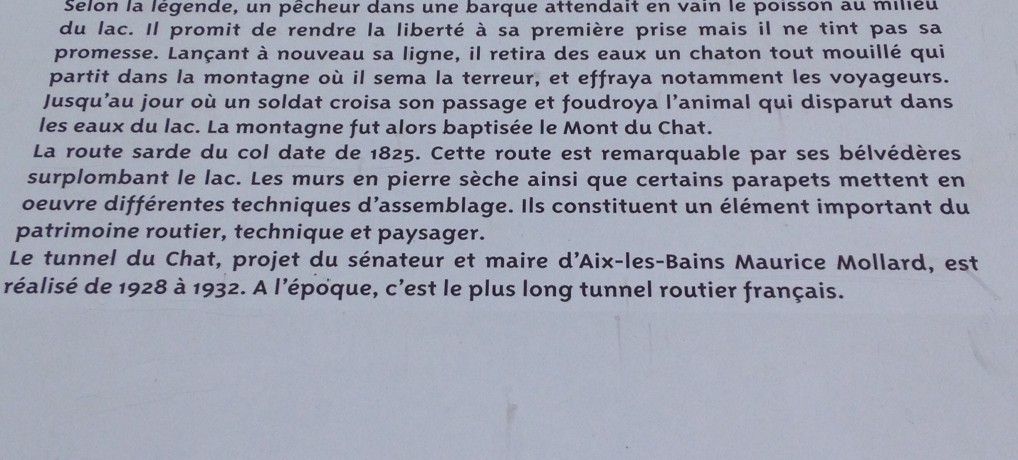 Selon la légende, un pêcheur dans une barque attendait en vain le poisson au milieu
du lac. Il promit de rendre la liberté à sa première prise mais il ne tint pas sa
promesse. Lançant à nouveau sa ligne, il retira des eaux un chaton tout mouillé qui
partit dans la montagne où il sema la terreur, et effraya notamment les voyageurs.
Jusqu'au jour où un soldat croisa son passage et foudroya l'animal qui disparut dans
les eaux du lac. La montagne fut alors baptisée le Mont du Chat.
La route sarde du col date de 1825. Cette route est remarquable par ses bélvédères
surplombant le lac. Les murs en pierre sèche ainsi que certains parapets mettent en
oeuvre différentes techniques d'assemblage. Ils constituent un élément important du
patrimoine routier, technique et paysager.
Le tunnel du Chat, projet du sénateur et maire d'Aix-les-Bains Maurice Mollard, est
réalisé de 1928 à 1932. A l'époque, c'est le plus long tunnel routier français.